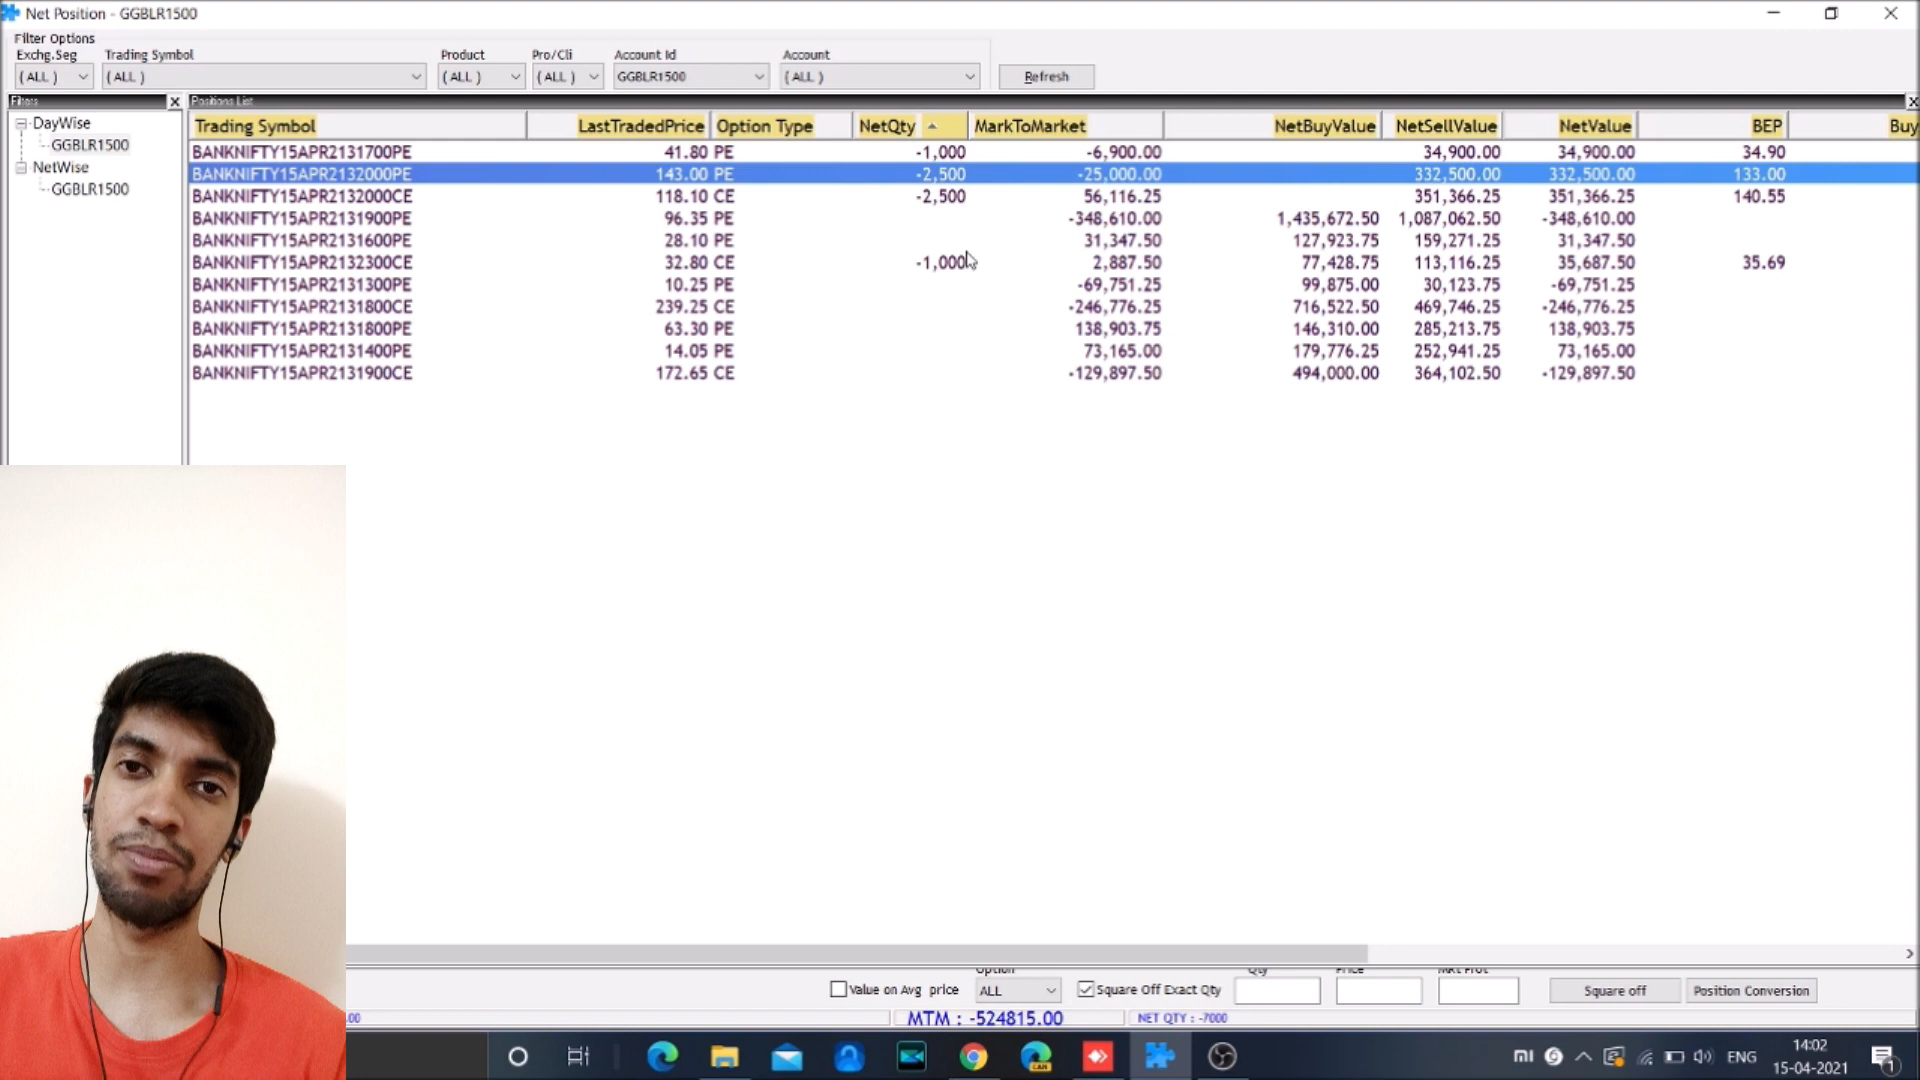 Net Position - GGBLR1500
Filter Options
Exchg.Seg Trading Symbol Product Pro/Cli Account Id Account
(ALL) (ALL) (ALL) (ALL) GGBLR1500 (ALL) Refresh
Filters Positions List
DayWise
GGBLR1500
NetWise
GGBLR1500
Trading Symbol LastTradedPrice Option Type NetQty MarkToMarket NetBuyValue NetSellValue NetValue BEP Buy
BANKNIFTY15APR2131700PE 41.80 PE -1,000 -6,900.00 34,900.00 34,900.00 34.90
BANKNIFTY15APR2132000PE 143.00 PE -2,500 -25,000.00 332,500.00 332,500.00 133.00
BANKNIFTY15APR2132000CE 118.10 CE -2,500 56,116.25 351,366.25 351,366.25 140.55
BANKNIFTY15APR2131900PE 96.35 PE -348,610.00 1,435,672.50 1,087,062.50 -348,610.00
BANKNIFTY15APR2131600PE 28.10 PE 31,347.50 127,923.75 159,271.25 31,347.50
BANKNIFTY15APR2132300CE 32.80 CE -1,000 2,887.50 77,428.75 113,116.25 35,687.50 35.69
BANKNIFTY15APR2131300PE 10.25 PE -69,751.25 99,875.00 30,123.75 -69,751.25
BANKNIFTY15APR2131800CE 239.25 CE -246,776.25 716,522.50 469,746.25 -246,776.25
BANKNIFTY15APR2131800PE 63.30 PE 138,903.75 146,310.00 285,213.75 138,903.75
BANKNIFTY15APR2131400PE 14.05 PE 73,165.00 179,776.25 252,941.25 73,165.00
BANKNIFTY15APR2131900CE 172.65 CE -129,897.50 494,000.00 364,102.50 -129,897.50
Option Qty Price Mkt Prot
Value on Avg price ALL Square Off Exact Qty Square off Position Conversion
.00 MTM : -524815.00 NET QTY : -7000
CAN mi ENG 14:02
15-04-2021 1